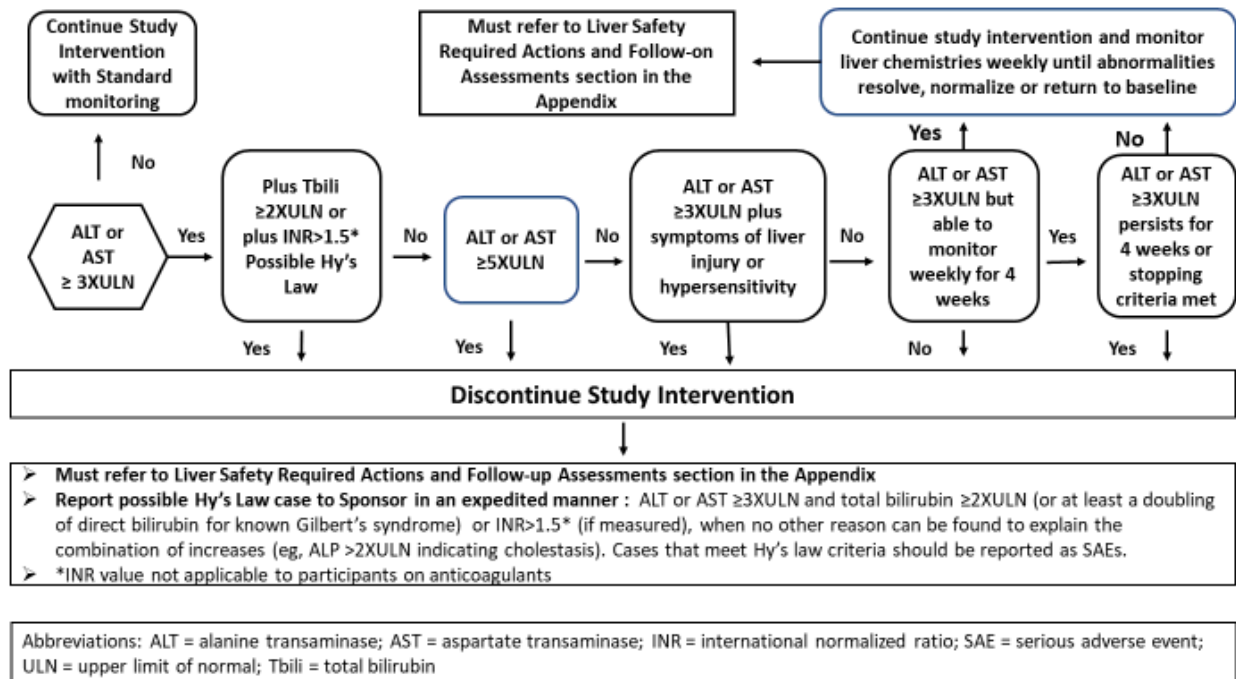 Continue Study
Intervention
with Standard
monitoring
Must refer to Liver Safety
Required Actions and Follow-on
Assessments section in the
Appendix
Continue study intervention and monitor
liver chemistries weekly until abnormalities
resolve, normalize or return to baseline
No
Yes
No
ALT or
AST
≥ 3XULN
Yes
Plus Tbili
≥2XULN or
plus INR>1.5*
Possible Hy's
Law
No
ALT or AST
≥5XULN
No
ALT or AST
≥3XULN plus
symptoms of liver
injury or
hypersensitivity
No
ALT or AST
≥3XULN but
able to
monitor
weekly for 4
weeks
Yes
ALT or AST
≥3XULN
persists for
4 weeks or
stopping
criteria met
Yes
Yes
Yes
No
Yes
Discontinue Study Intervention
➢ Must refer to Liver Safety Required Actions and Follow-up Assessments section in the Appendix
➢ Report possible Hy's Law case to Sponsor in an expedited manner : ALT or AST ≥3XULN and total bilirubin ≥2XULN (or at least a doubling
of direct bilirubin for known Gilbert's syndrome) or INR>1.5* (if measured), when no other reason can be found to explain the
combination of increases (eg, ALP >2XULN indicating cholestasis). Cases that meet Hy's law criteria should be reported as SAEs.
➢ *INR value not applicable to participants on anticoagulants
Abbreviations: ALT = alanine transaminase; AST = aspartate transaminase; INR = international normalized ratio; SAE = serious adverse event;
ULN = upper limit of normal; Tbili = total bilirubin